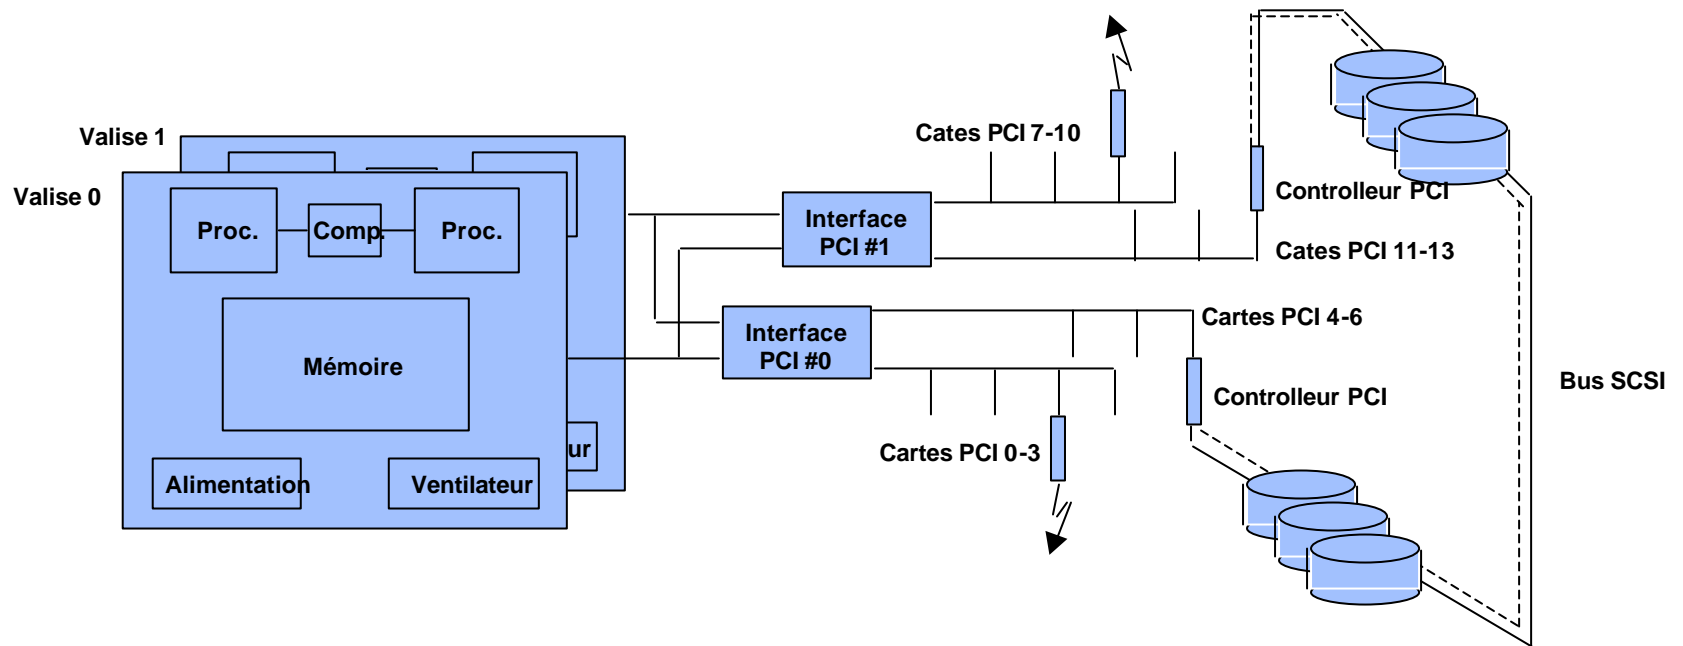 Valise 1
Valise 0
Proc.
Comp.
Proc.
Mémoire
Alimentation
Ventilateur
ur
Interface
PCI #1
Interface
PCI #0
Cates PCI 7-10
Controlleur PCI
Cates PCI 11-13
Cartes PCI 4-6
Controlleur PCI
Cartes PCI 0-3
Bus SCSI